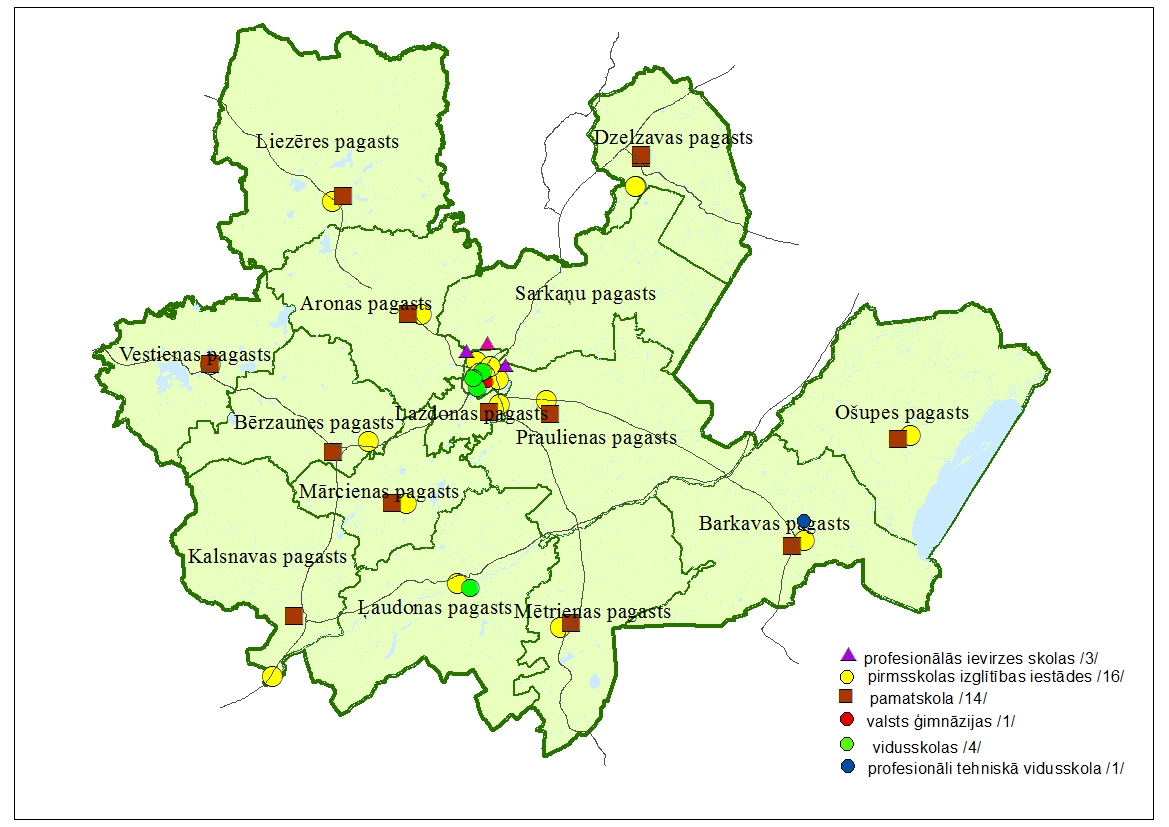 Liezēres pagasts
Dzelzavas pagasts
Sarkaņu pagasts
Aronas pagasts
Vestienas pagasts
Bērzaunes pagasts
Lazdonas pagasts
Praulienas pagasts
Ošupes pagasts
Mārcienas pagasts
Barkavas pagasts
Kalsnavas pagasts
Ļaudonas pagasts
Mētrienas pagasts
profesionālās ievirzes skolas /3/
pirmsskolas izglītības iestādes /16/
pamatskola /14/
valsts ģimnāzijas /1/
vidusskolas /4/
profesionāli tehniskā vidusskola /1/